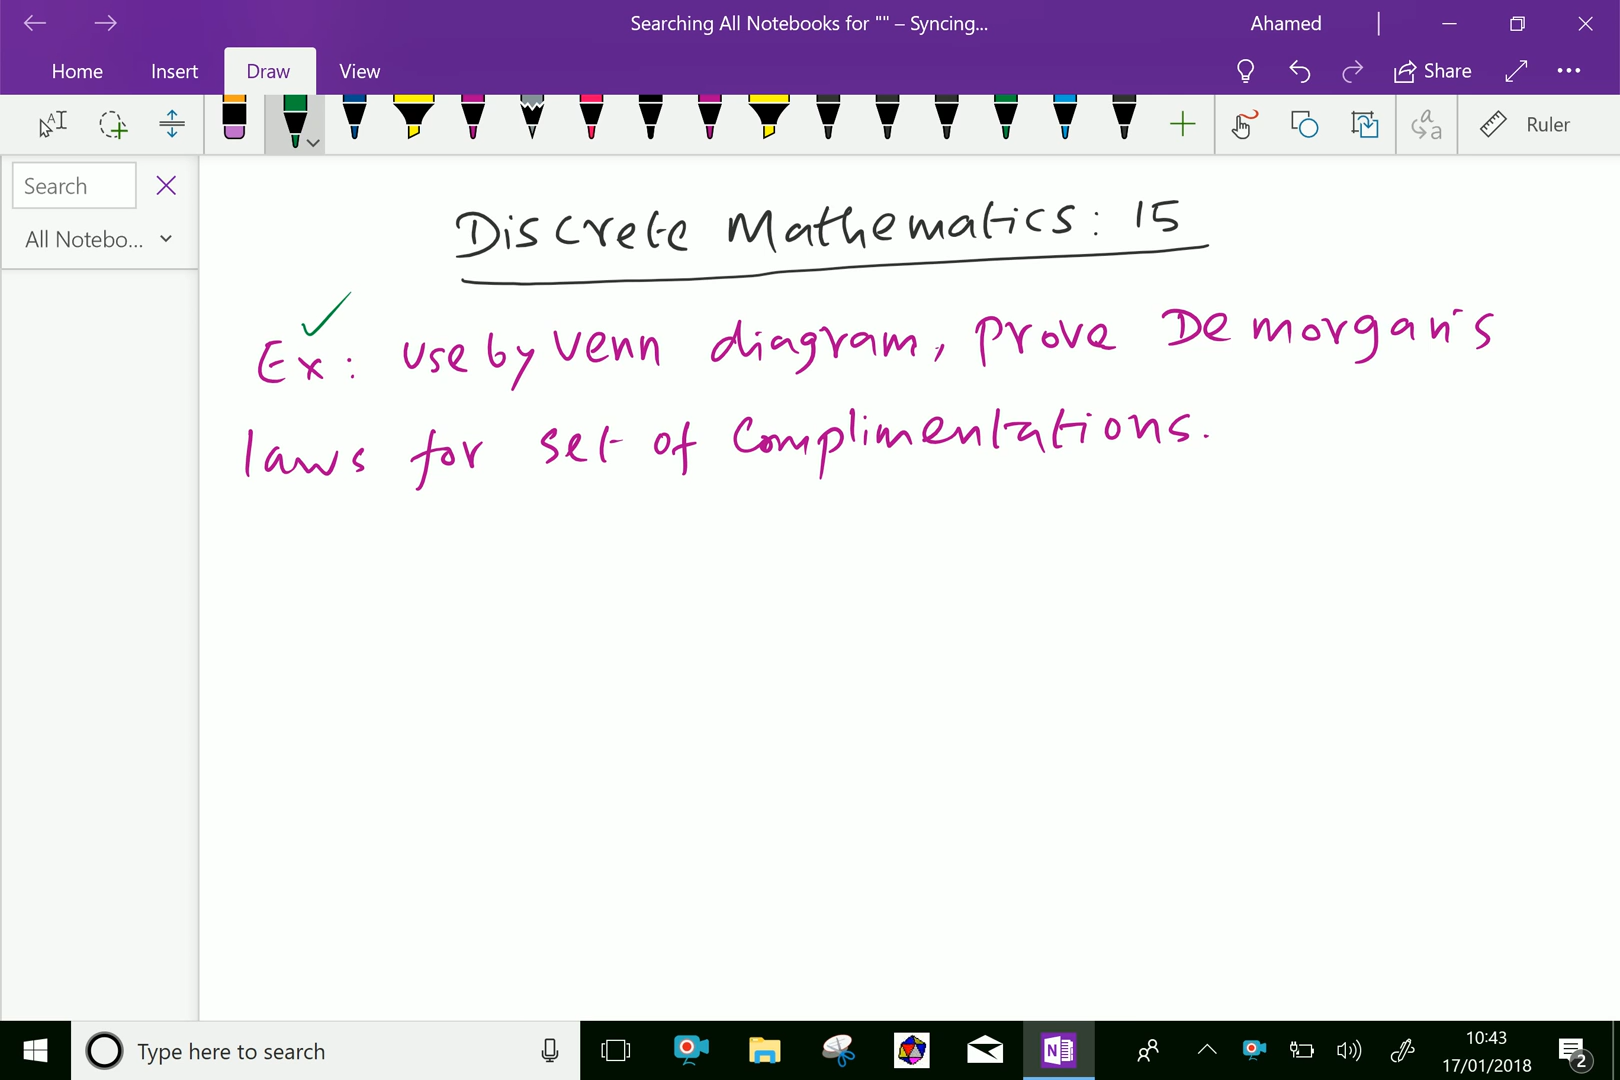 Searching All Notebooks for "" – Syncing...
Ahamed
Home Insert Draw View
Share
Ruler
Search
All Notebo...
Discrete Mathematics: 15
Ex: Use by Venn diagram, Prove De morgan's
laws for set of Complimentations.
Type here to search
10:43
17/01/2018
2